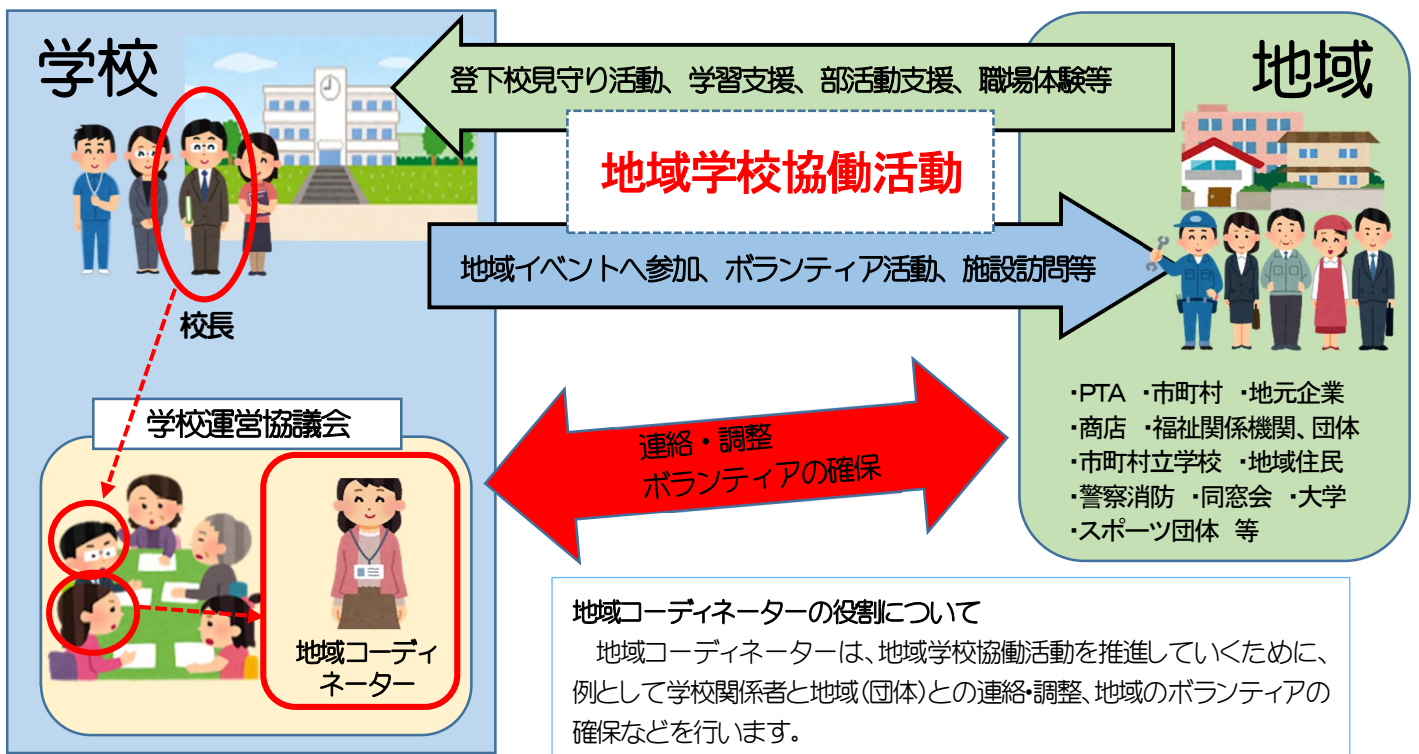 学校
登下校見守り活動、学習支援、部活動支援、職場体験等
地域
地域学校協働活動
地域イベントへ参加、ボランティア活動、施設訪問等
校長
・PTA ・市町村 ・地元企業
・商店 ・福祉関係機関、団体
・市町村立学校 ・地域住民
・警察消防 ・同窓会 ・大学
・スポーツ団体 等
学校運営協議会
連絡・調整
ボランティアの確保
地域コーディ
ネーター
地域コーディネーターの役割について
地域コーディネーターは、地域学校協働活動を推進していくために、
例として学校関係者と地域(団体)との連絡・調整、地域のボランティアの
確保などを行います。